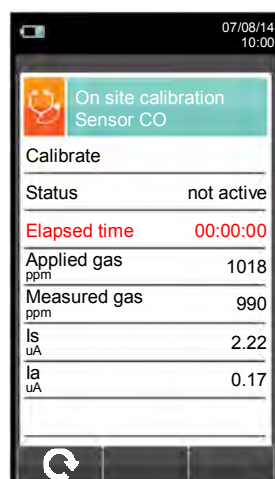 07/08/14
10:00
On site calibration
Sensor CO
Calibrate
Status not active
Elapsed time 00:00:00
Applied gas 1018
ppm
Measured gas 990
ppm
Is 2.22
uA
Ia 0.17
uA